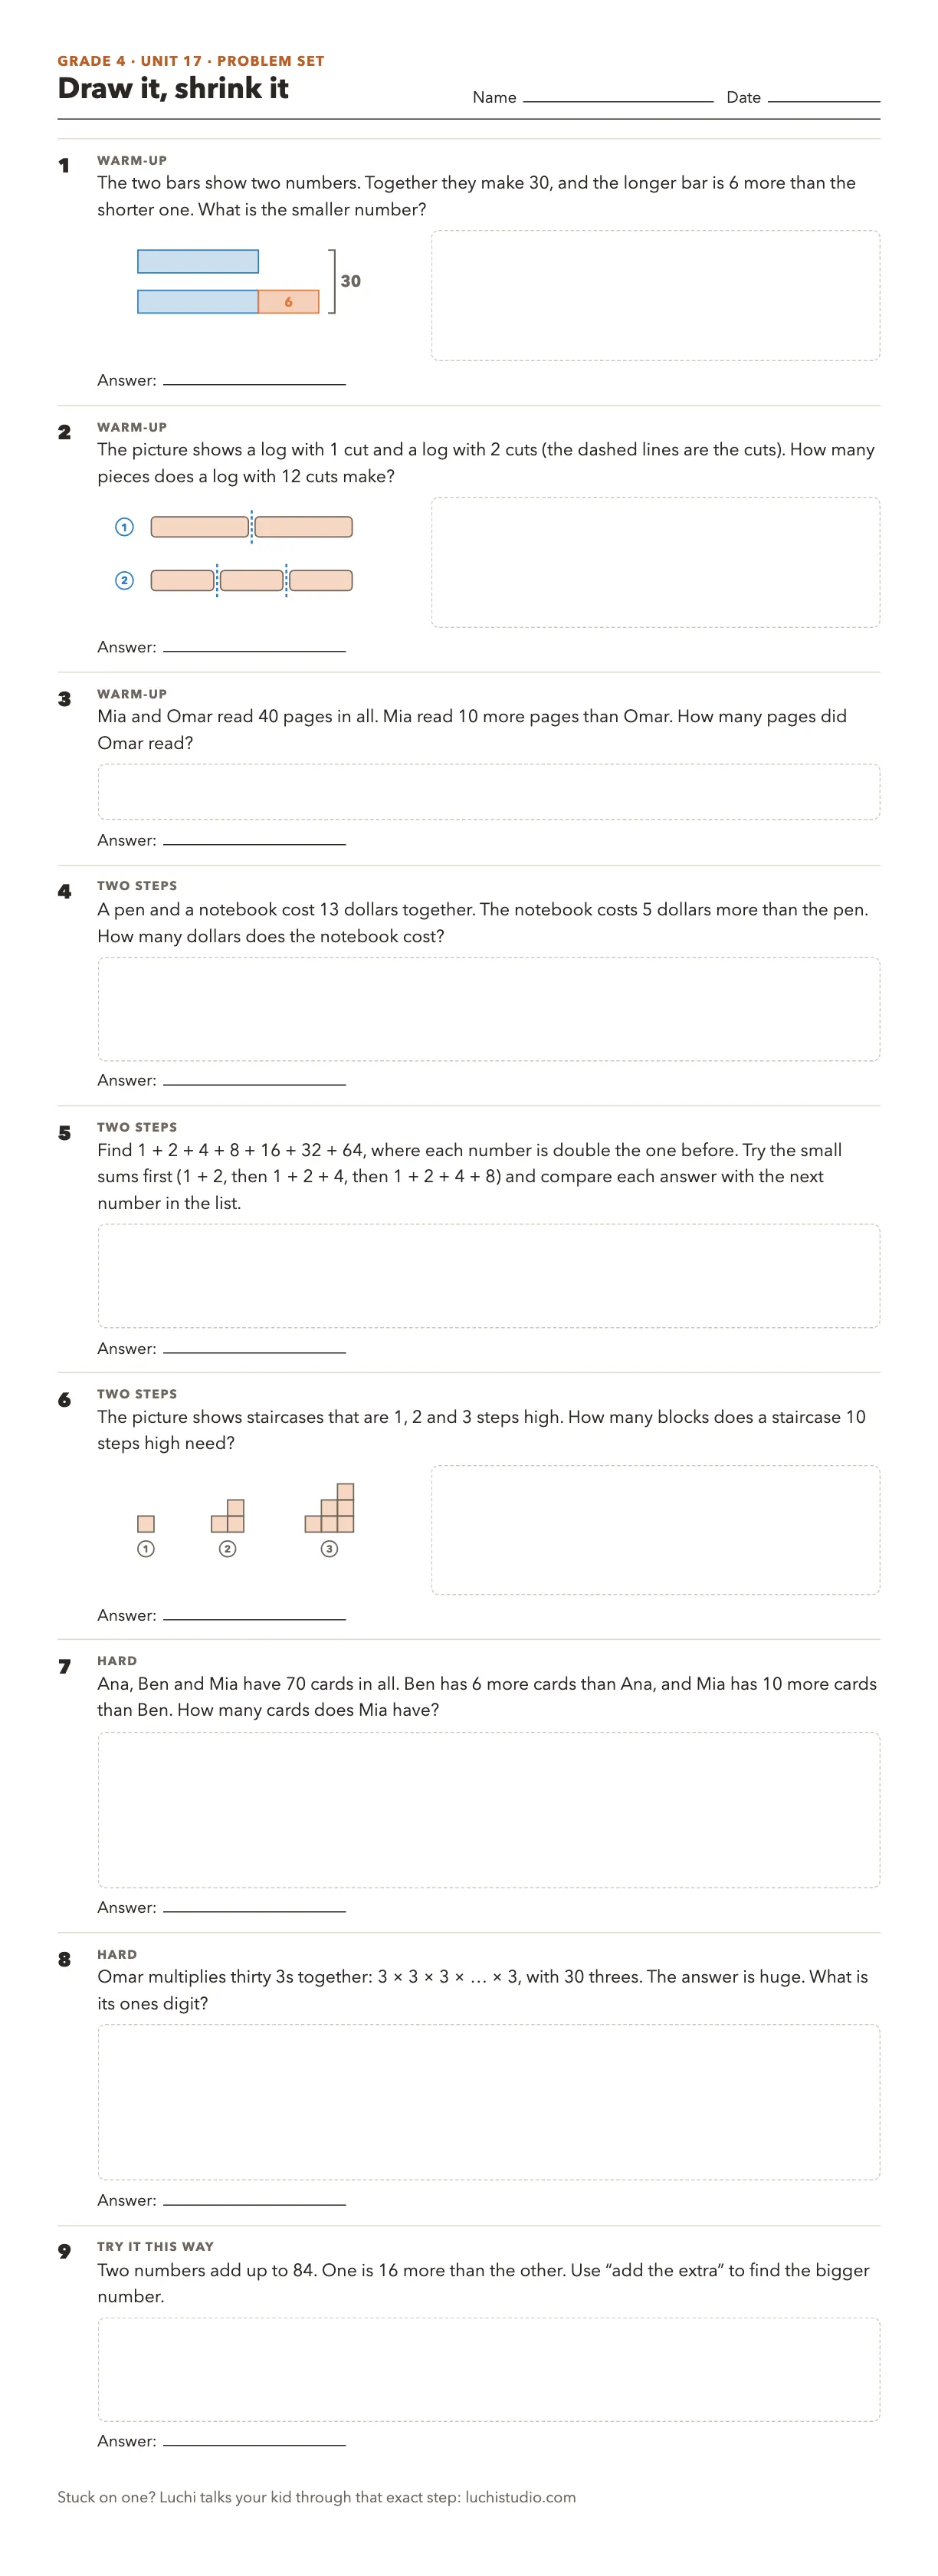 GRADE 4 · UNIT 17 · PROBLEM SET
Draw it, shrink it
Name Date
1
WARM-UP
The two bars show two numbers. Together they make 30, and the longer bar is 6 more than the
shorter one. What is the smaller number?
30
6
Answer:
2
WARM-UP
The picture shows a log with 1 cut and a log with 2 cuts (the dashed lines are the cuts). How many
pieces does a log with 12 cuts make?
1
2
Answer:
3
WARM-UP
Mia and Omar read 40 pages in all. Mia read 10 more pages than Omar. How many pages did
Omar read?
Answer:
4
TWO STEPS
A pen and a notebook cost 13 dollars together. The notebook costs 5 dollars more than the pen.
How many dollars does the notebook cost?
Answer:
5
TWO STEPS
Find 1 + 2 + 4 + 8 + 16 + 32 + 64, where each number is double the one before. Try the small
sums first (1 + 2, then 1 + 2 + 4, then 1 + 2 + 4 + 8) and compare each answer with the next
number in the list.
Answer:
6
TWO STEPS
The picture shows staircases that are 1, 2 and 3 steps high. How many blocks does a staircase 10
steps high need?
1 2 3
Answer:
7
HARD
Ana, Ben and Mia have 70 cards in all. Ben has 6 more cards than Ana, and Mia has 10 more cards
than Ben. How many cards does Mia have?
Answer:
8
HARD
Omar multiplies thirty 3s together: 3 × 3 × 3 × … × 3, with 30 threes. The answer is huge. What is
its ones digit?
Answer:
9
TRY IT THIS WAY
Two numbers add up to 84. One is 16 more than the other. Use “add the extra” to find the bigger
number.
Answer:
Stuck on one? Luchi talks your kid through that exact step: luchistudio.com